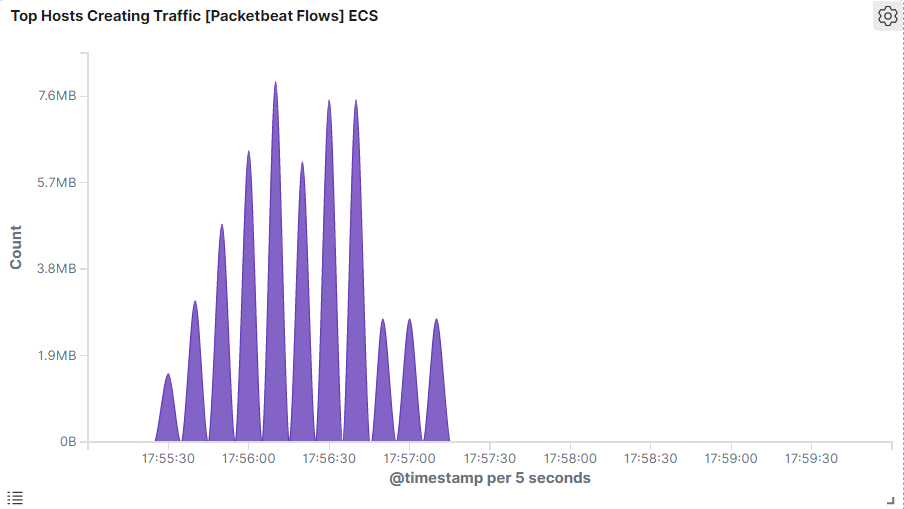 Top Hosts Creating Traffic [Packetbeat Flows] ECS
7.6MB
5.7MB
3.8MB
1.9MB
0B
Count
17:55:30 17:56:00 17:56:30 17:57:00 17:57:30 17:58:00 17:58:30 17:59:00 17:59:30
@timestamp per 5 seconds